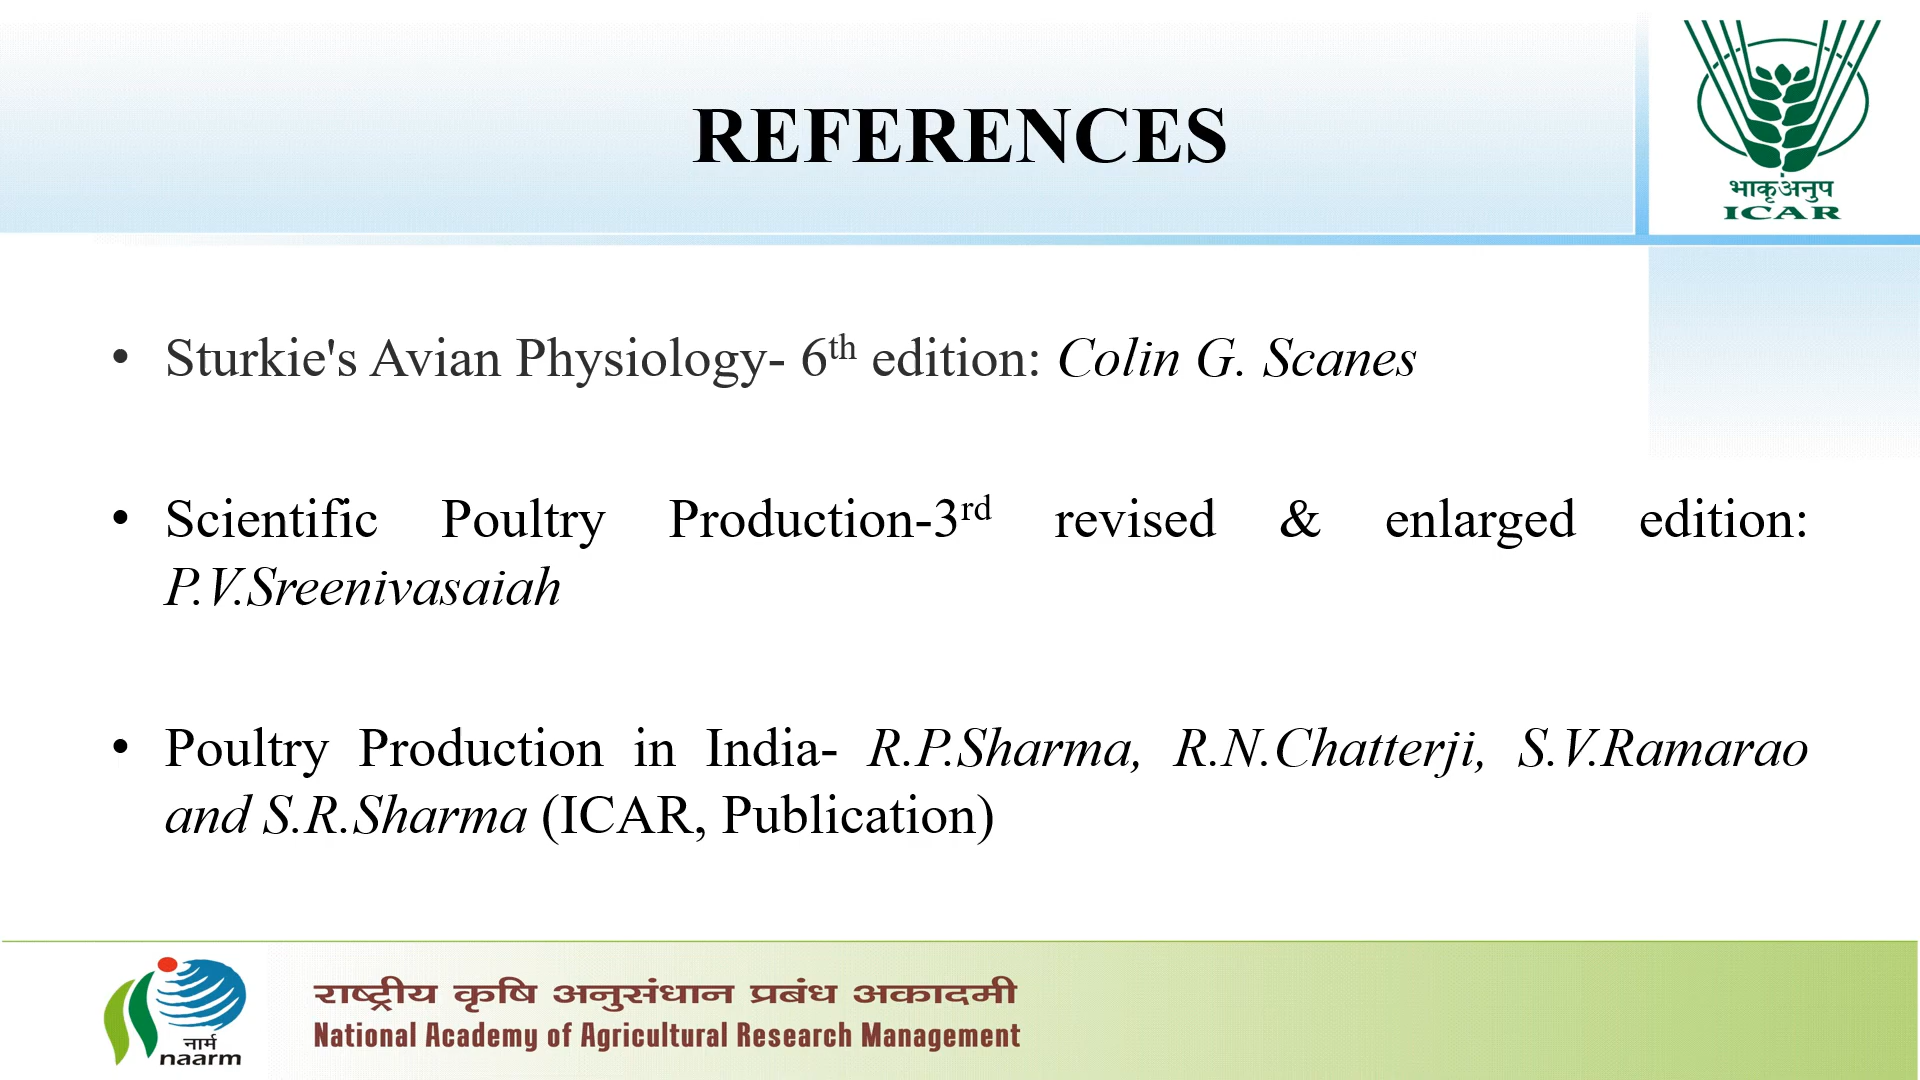 REFERENCES
भाकृअनुप
ICAR
• Sturkie's Avian Physiology- 6th edition: Colin G. Scanes
• Scientific Poultry Production-3rd revised & enlarged edition:
P.V.Sreenivasaiah
• Poultry Production in India- R.P.Sharma, R.N.Chatterji, S.V.Ramarao
and S.R.Sharma (ICAR, Publication)
नार्म
naarm
राष्ट्रीय कृषि अनुसंधान प्रबंध अकादमी
National Academy of Agricultural Research Management